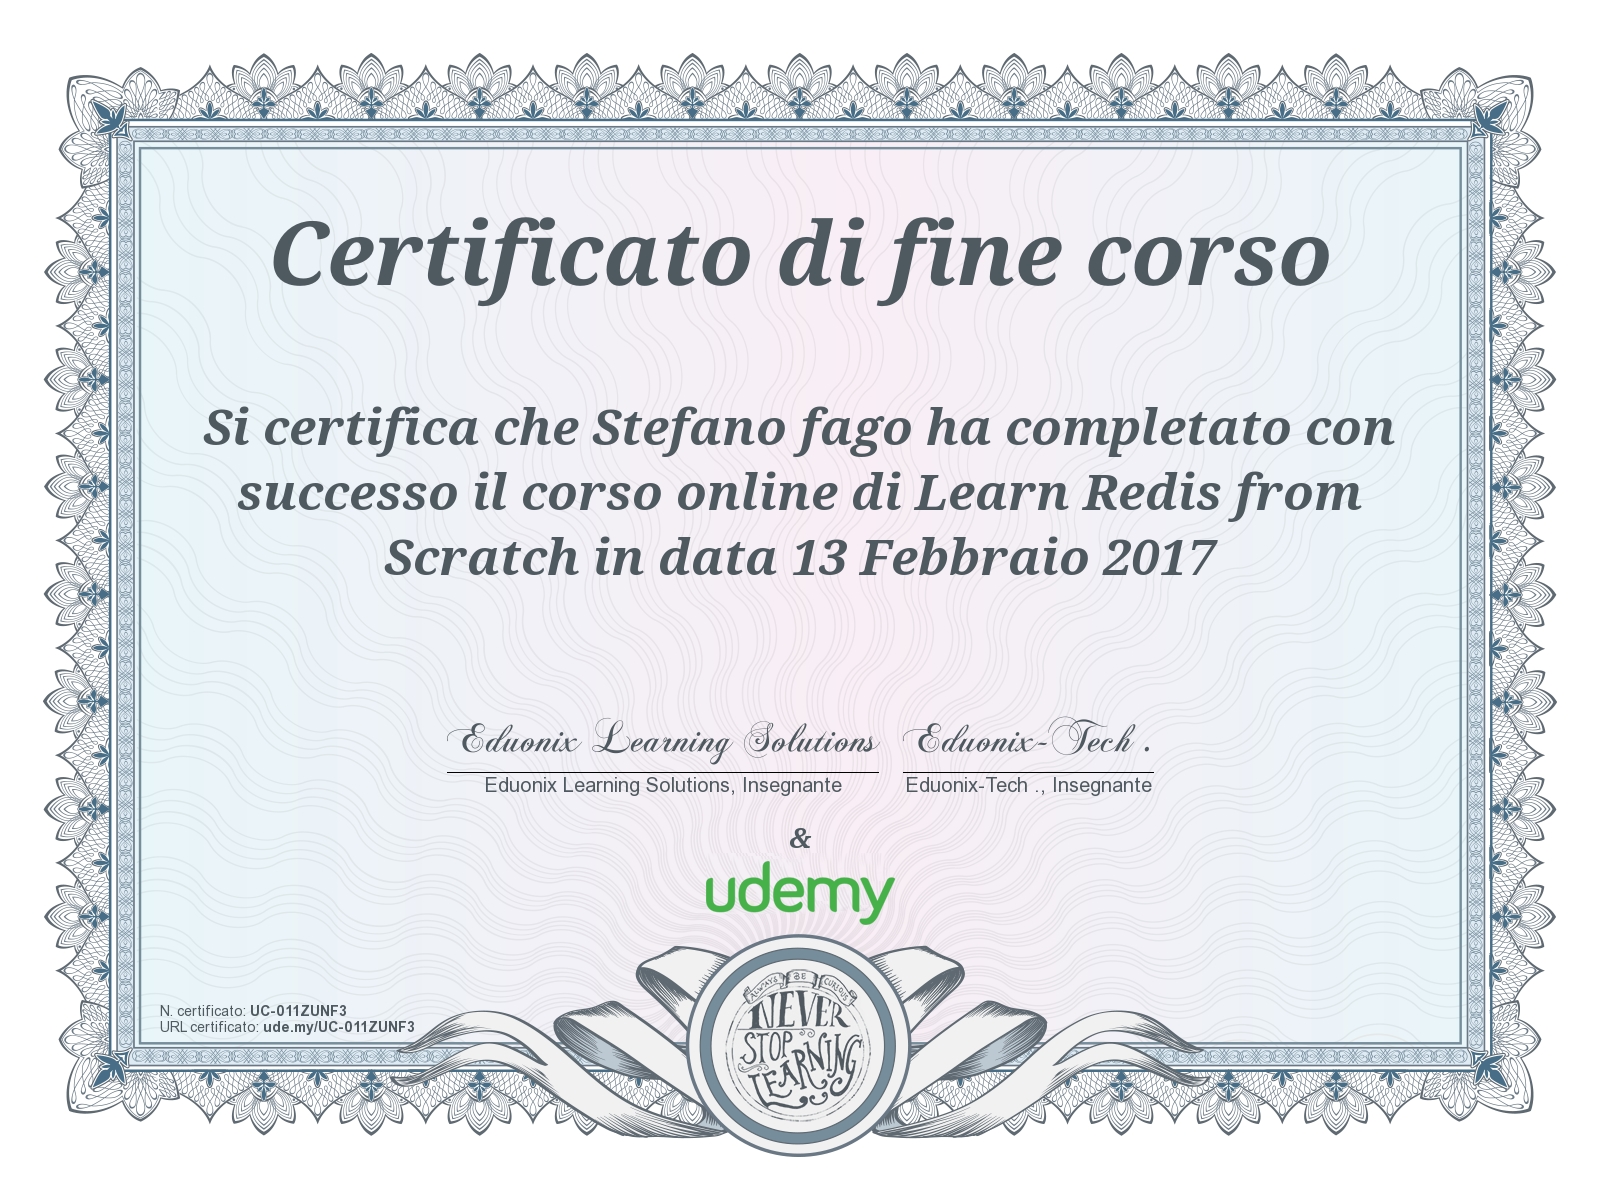 Certificato di fine corso
Si certifica che Stefano fago ha completato con
successo il corso online di Learn Redis from
Scratch in data 13 Febbraio 2017
Eduonix Learning Solutions Eduonix-Tech .
Eduonix Learning Solutions, Insegnante Eduonix-Tech ., Insegnante
&
udemy
ALWAYS BE CURIOUS
NEVER
STOP
LEARNING
N. certificato: UC-011ZUNF3
URL certificato: ude.my/UC-011ZUNF3